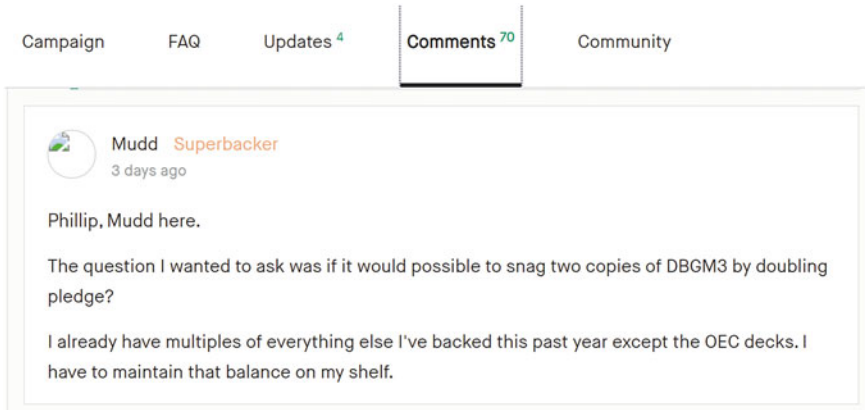 Campaign FAQ Updates 4 Comments 70 Community
Mudd Superbacker
3 days ago
Phillip, Mudd here.
The question I wanted to ask was if it would possible to snag two copies of DBGM3 by doubling
pledge?
I already have multiples of everything else I've backed this past year except the OEC decks. I
have to maintain that balance on my shelf.